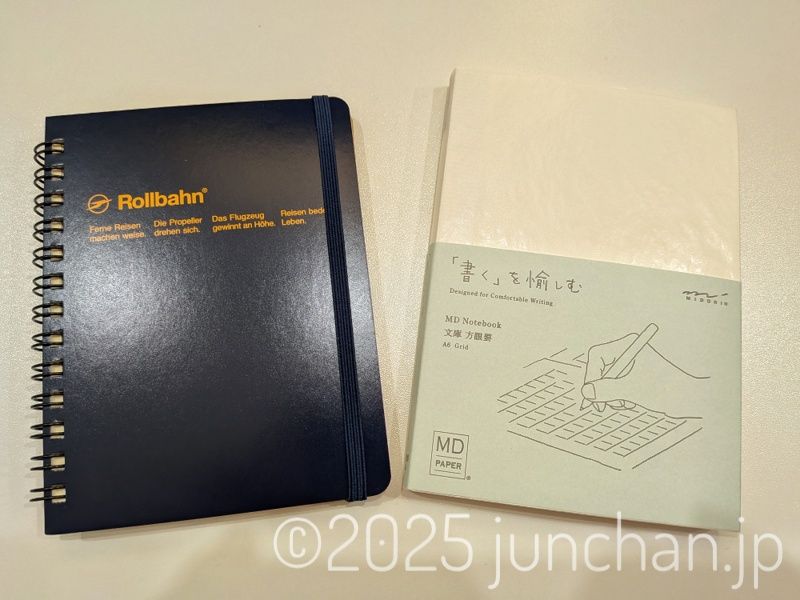 Rollbahn®
Ferne Reisen machen weise.
Die Propeller drehen sich.
Das Flugzeug gewinnt an Höhe.
Reisen bede
Leben.
「書く」を愉しむ
Designed for Comfortable Writing
MIDORI
MD Notebook
文庫 方眼罫
A6 Grid
MD
PAPER®
©2025 junchan.jp